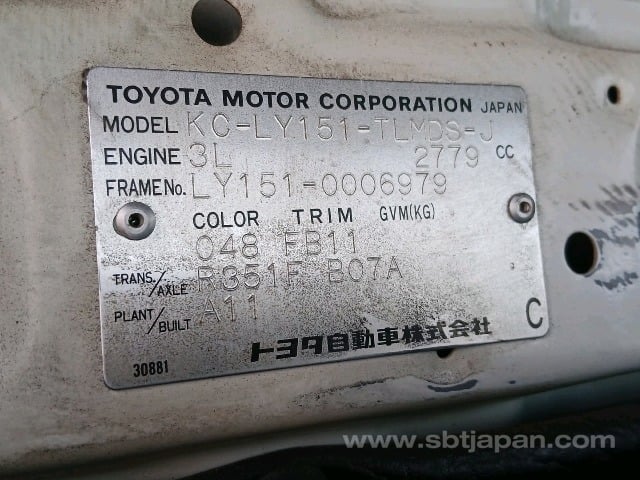 TOYOTA MOTOR CORPORATION JAPAN
MODEL KC-LY151-TLMDS-J
ENGINE 3L 2779 CC
FRAME No. LY151-0006979
COLOR TRIM GVM(KG)
048 FB11
TRANS./AXLE R351F B07A
PLANT/BUILT A11
トヨタ自動車株式会社 C
30881
www.sbtjapan.com